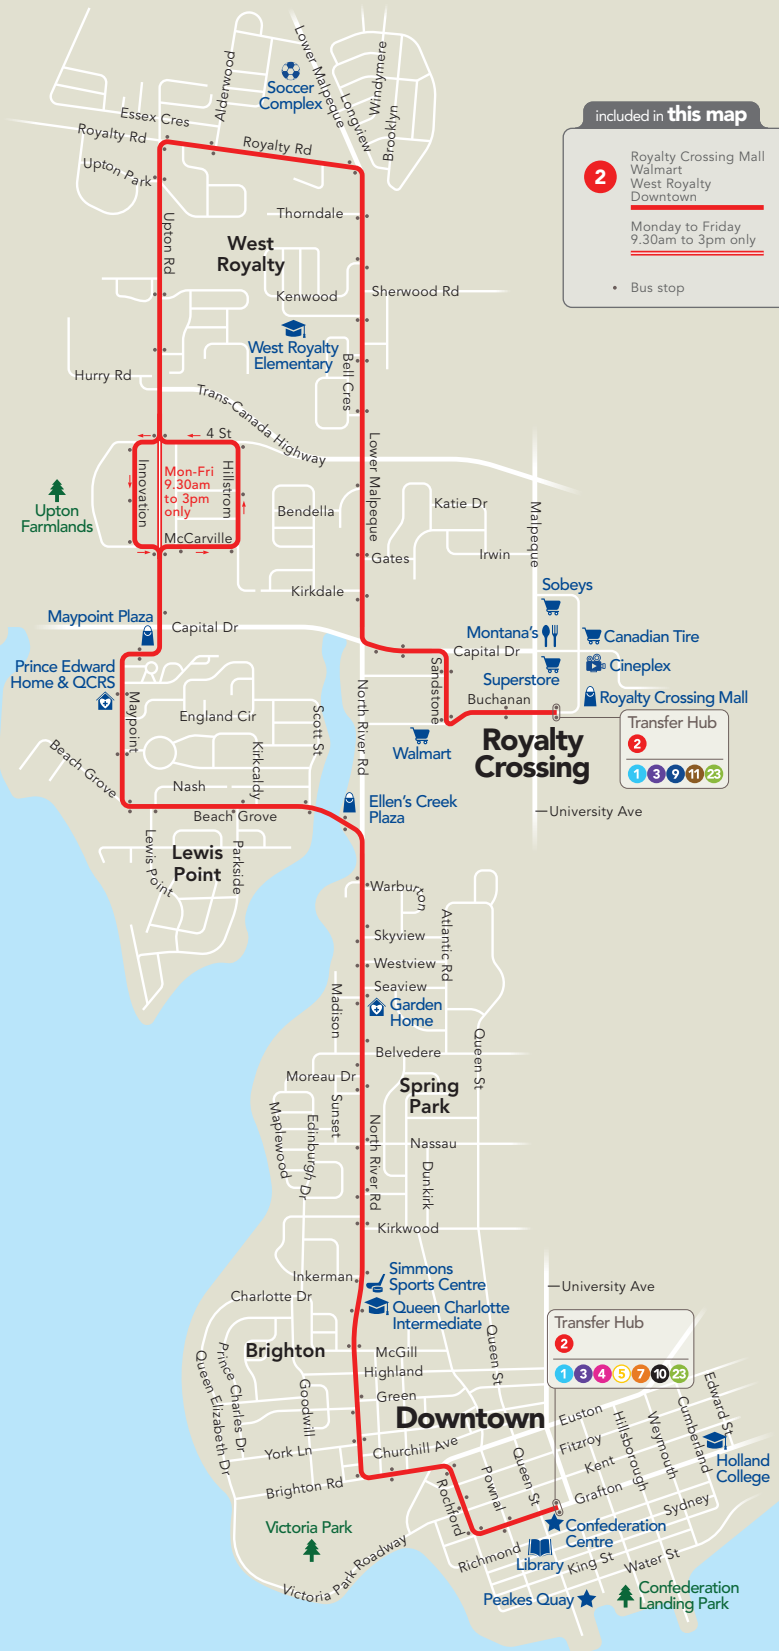 Lower Malpeque
Longview
Windymere
Brooklyn
Alderwood
Soccer
Complex
Essex Cres
Royalty Rd
Royalty Rd
Upton Park
included in this map
2
Royalty Crossing Mall
Walmart
West Royalty
Downtown
Monday to Friday
9.30am to 3pm only
Bus stop
Upton Rd
Thorndale
West
Royalty
Kenwood
Sherwood Rd
West Royalty
Elementary
Bell Cres
Hurry Rd
Trans-Canada Highway
4 St
Lower Malpeque
Innovation
Mon-Fri
9.30am
to 3pm
only
Hillstrom
McCarville
Upton
Farmlands
Bendella
Katie Dr
Malpeque
Gates
Irwin
Kirkdale
Sobeys
Maypoint Plaza
Capital Dr
Montana's
Canadian Tire
Capital Dr
Cineplex
Superstore
Prince Edward
Home & QCRS
Sandstone
Buchanan
Royalty Crossing Mall
Maypoint
England Cir
Scott St
North River Rd
Walmart
Royalty
Crossing
Transfer Hub
2
1 3 9 11 23
Beach Grove
Kirkcaldy
Nash
Beach Grove
Ellen's Creek
Plaza
University Ave
Lewis Point
Lewis
Point
Parkside
Warburton
Atlantic Rd
Skyview
Westview
Seaview
Madison
Garden
Home
Queen St
Belvedere
Moreau Dr
Spring
Park
Maplewood
Edinburgh Dr
Sunset
North River Rd
Nassau
Dunkirk
Kirkwood
Inkerman
Simmons
Sports Centre
Charlotte Dr
Queen Charlotte
Intermediate
University Ave
Transfer Hub
2
1 3 4 5 7 10 23
Brighton
McGill
Highland
Queen St
Prince Charles Dr
Queen Elizabeth Dr
Goodwill
Green
Downtown
Edward St
Cumberland
Weymouth
Hillsborough
Euston
Fitzroy
Kent
Grafton
Holland
College
York Ln
Churchill Ave
Queen St
Pownal
Rochford
Brighton Rd
Sydney
Victoria Park
Confederation
Centre
Richmond
Library
King St
Water St
Victoria Park Roadway
Peakes Quay
Confederation
Landing Park